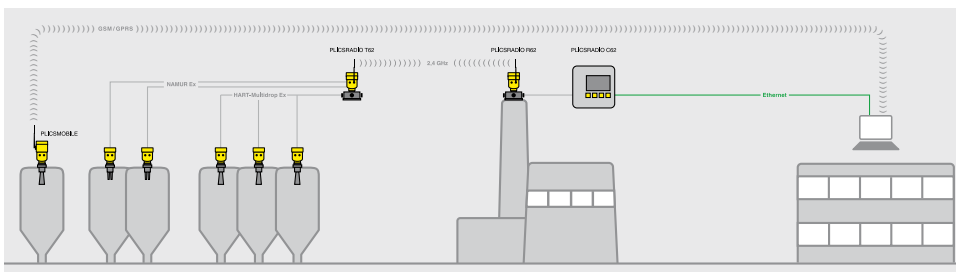 GSM/GPRS
PLICSRADIO T62
PLICSRADIO R62
PLICSRADIO C62
2,4 GHz
NAMUR Ex
HART-Multidrop Ex
Ethernet
PLICSMOBILE